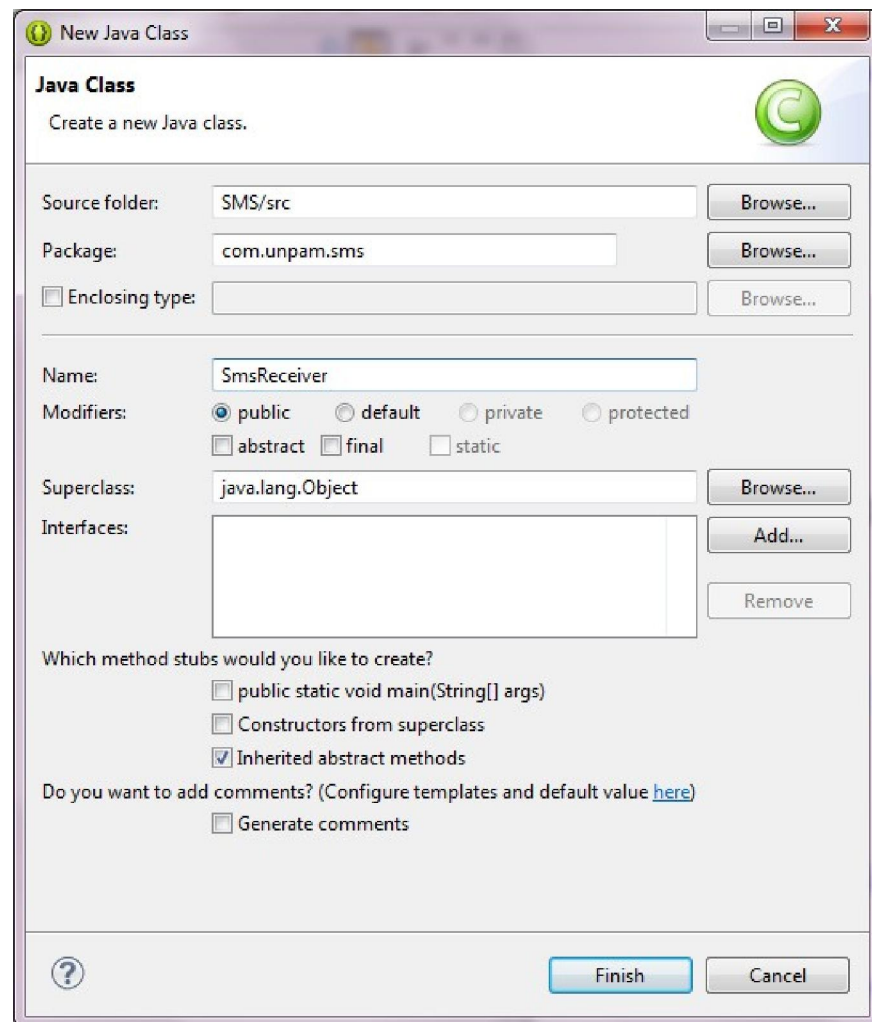 New Java Class
Java Class
Create a new Java class.
Source folder: SMS/src Browse...
Package: com.unpam.sms Browse...
Enclosing type: Browse...
Name: SmsReceiver
Modifiers: public default private protected
abstract final static
Superclass: java.lang.Object Browse...
Interfaces: Add...
Remove
Which method stubs would you like to create?
public static void main(String[] args)
Constructors from superclass
Inherited abstract methods
Do you want to add comments? (Configure templates and default value here)
Generate comments
Finish Cancel